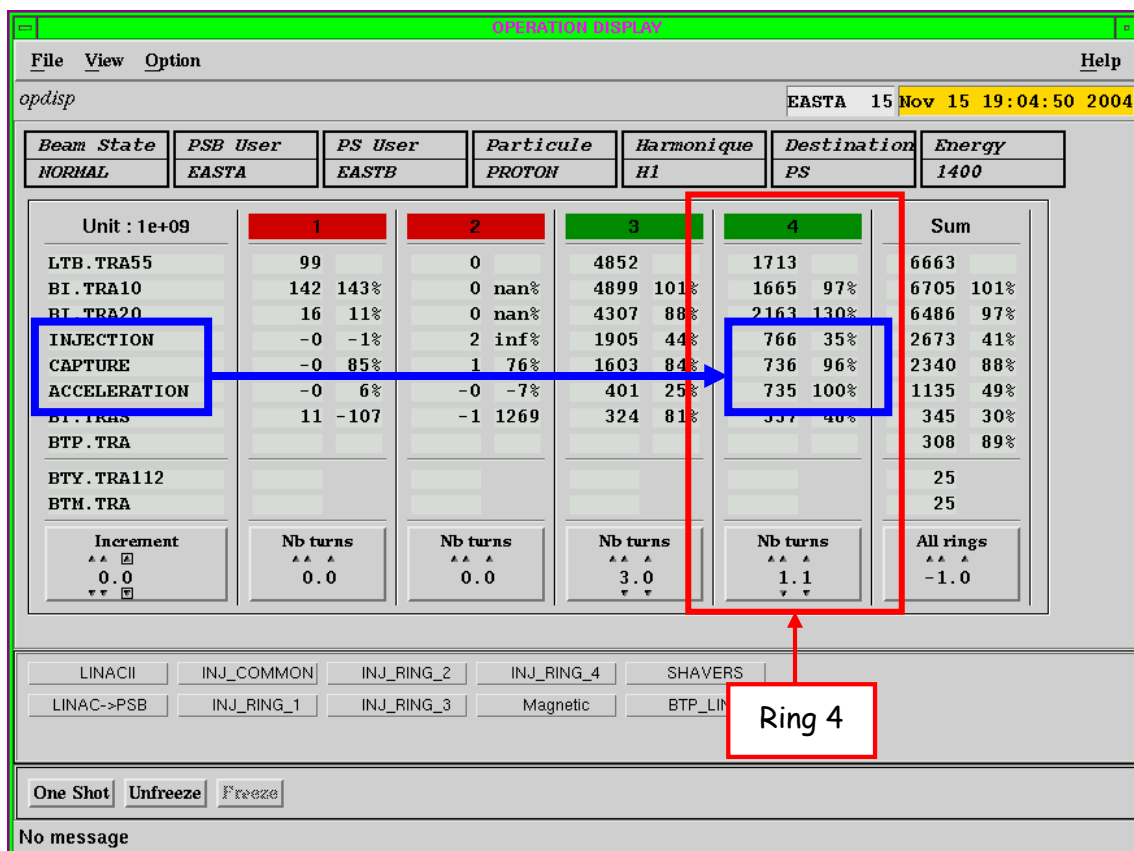 OPERATION DISPLAY
File View Option Help
opdisp EASTA 15 Nov 15 19:04:50 2004
Beam State PSB User PS User Particule Harmonique Destination Energy
NORMAL EASTA EASTB PROTON H1 PS 1400
Unit : 1e+09 1 2 3 4 Sum
LTB.TRA55 99 0 4852 1713 6663
BI.TRA10 142 143% 0 nan% 4899 101% 1665 97% 6705 101%
BI.TRA20 16 11% 0 nan% 4307 88% 2163 130% 6486 97%
INJECTION -0 -1% 2 inf% 1905 44% 766 35% 2673 41%
CAPTURE -0 85% 1 76% 1603 84% 736 96% 2340 88%
ACCELERATION -0 6% -0 -7% 401 25% 735 100% 1135 49%
11 -107 -1 1269 324 81% 345 30%
BTP.TRA 308 89%
BTY.TRA112 25
BTM.TRA 25
Increment Nb turns Nb turns Nb turns Nb turns All rings
0.0 0.0 0.0 3.0 1.1 -1.0
LINACII INJ_COMMON INJ_RING_2 INJ_RING_4 SHAVERS
LINAC->PSB INJ_RING_1 INJ_RING_3 Magnetic
Ring 4
One Shot Unfreeze Freeze
No message